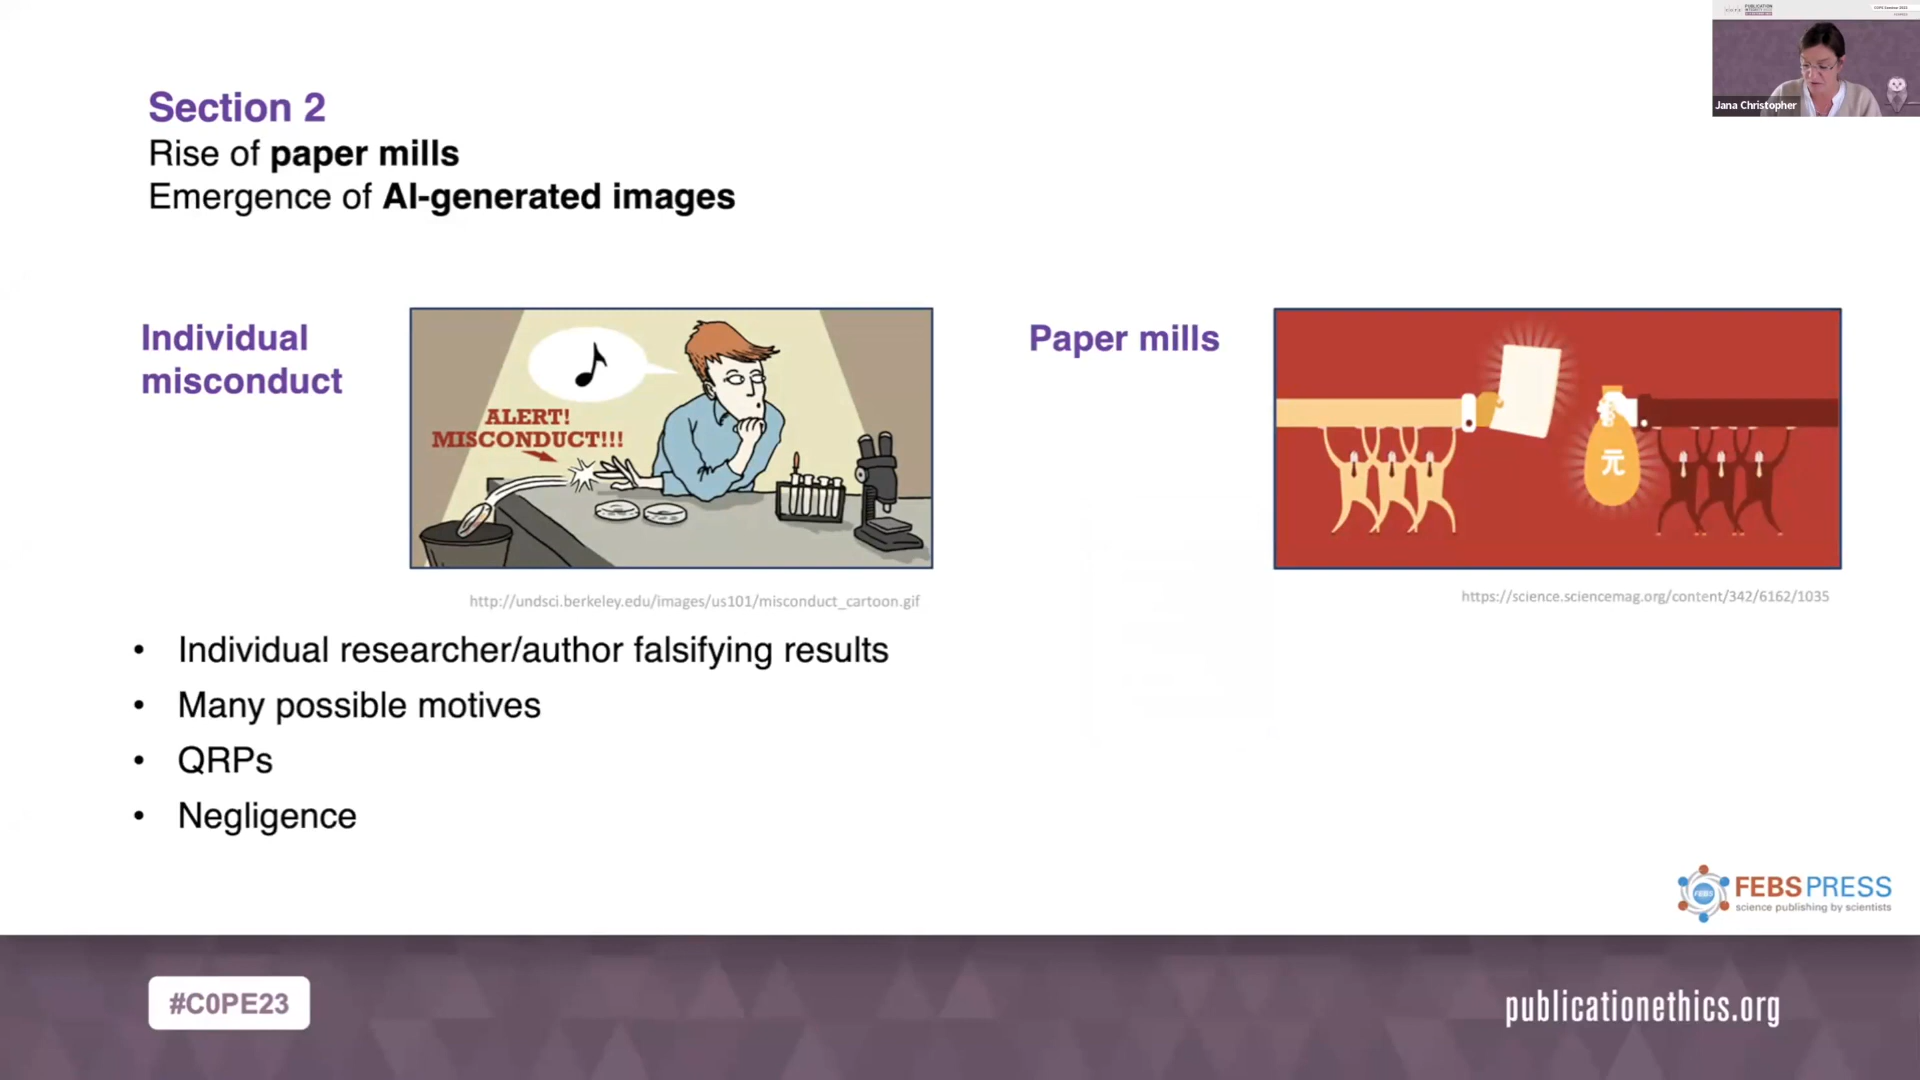 Section 2
Rise of paper mills
Emergence of AI-generated images
Jana Christopher
Individual
misconduct
ALERT!
MISCONDUCT!!!
http://undsci.berkeley.edu/images/us101/misconduct_cartoon.gif
Paper mills
元
https://science.sciencemag.org/content/342/6162/1035
• Individual researcher/author falsifying results
• Many possible motives
• QRPs
• Negligence
FEBS PRESS
science publishing by scientists
#C0PE23
publicationethics.org